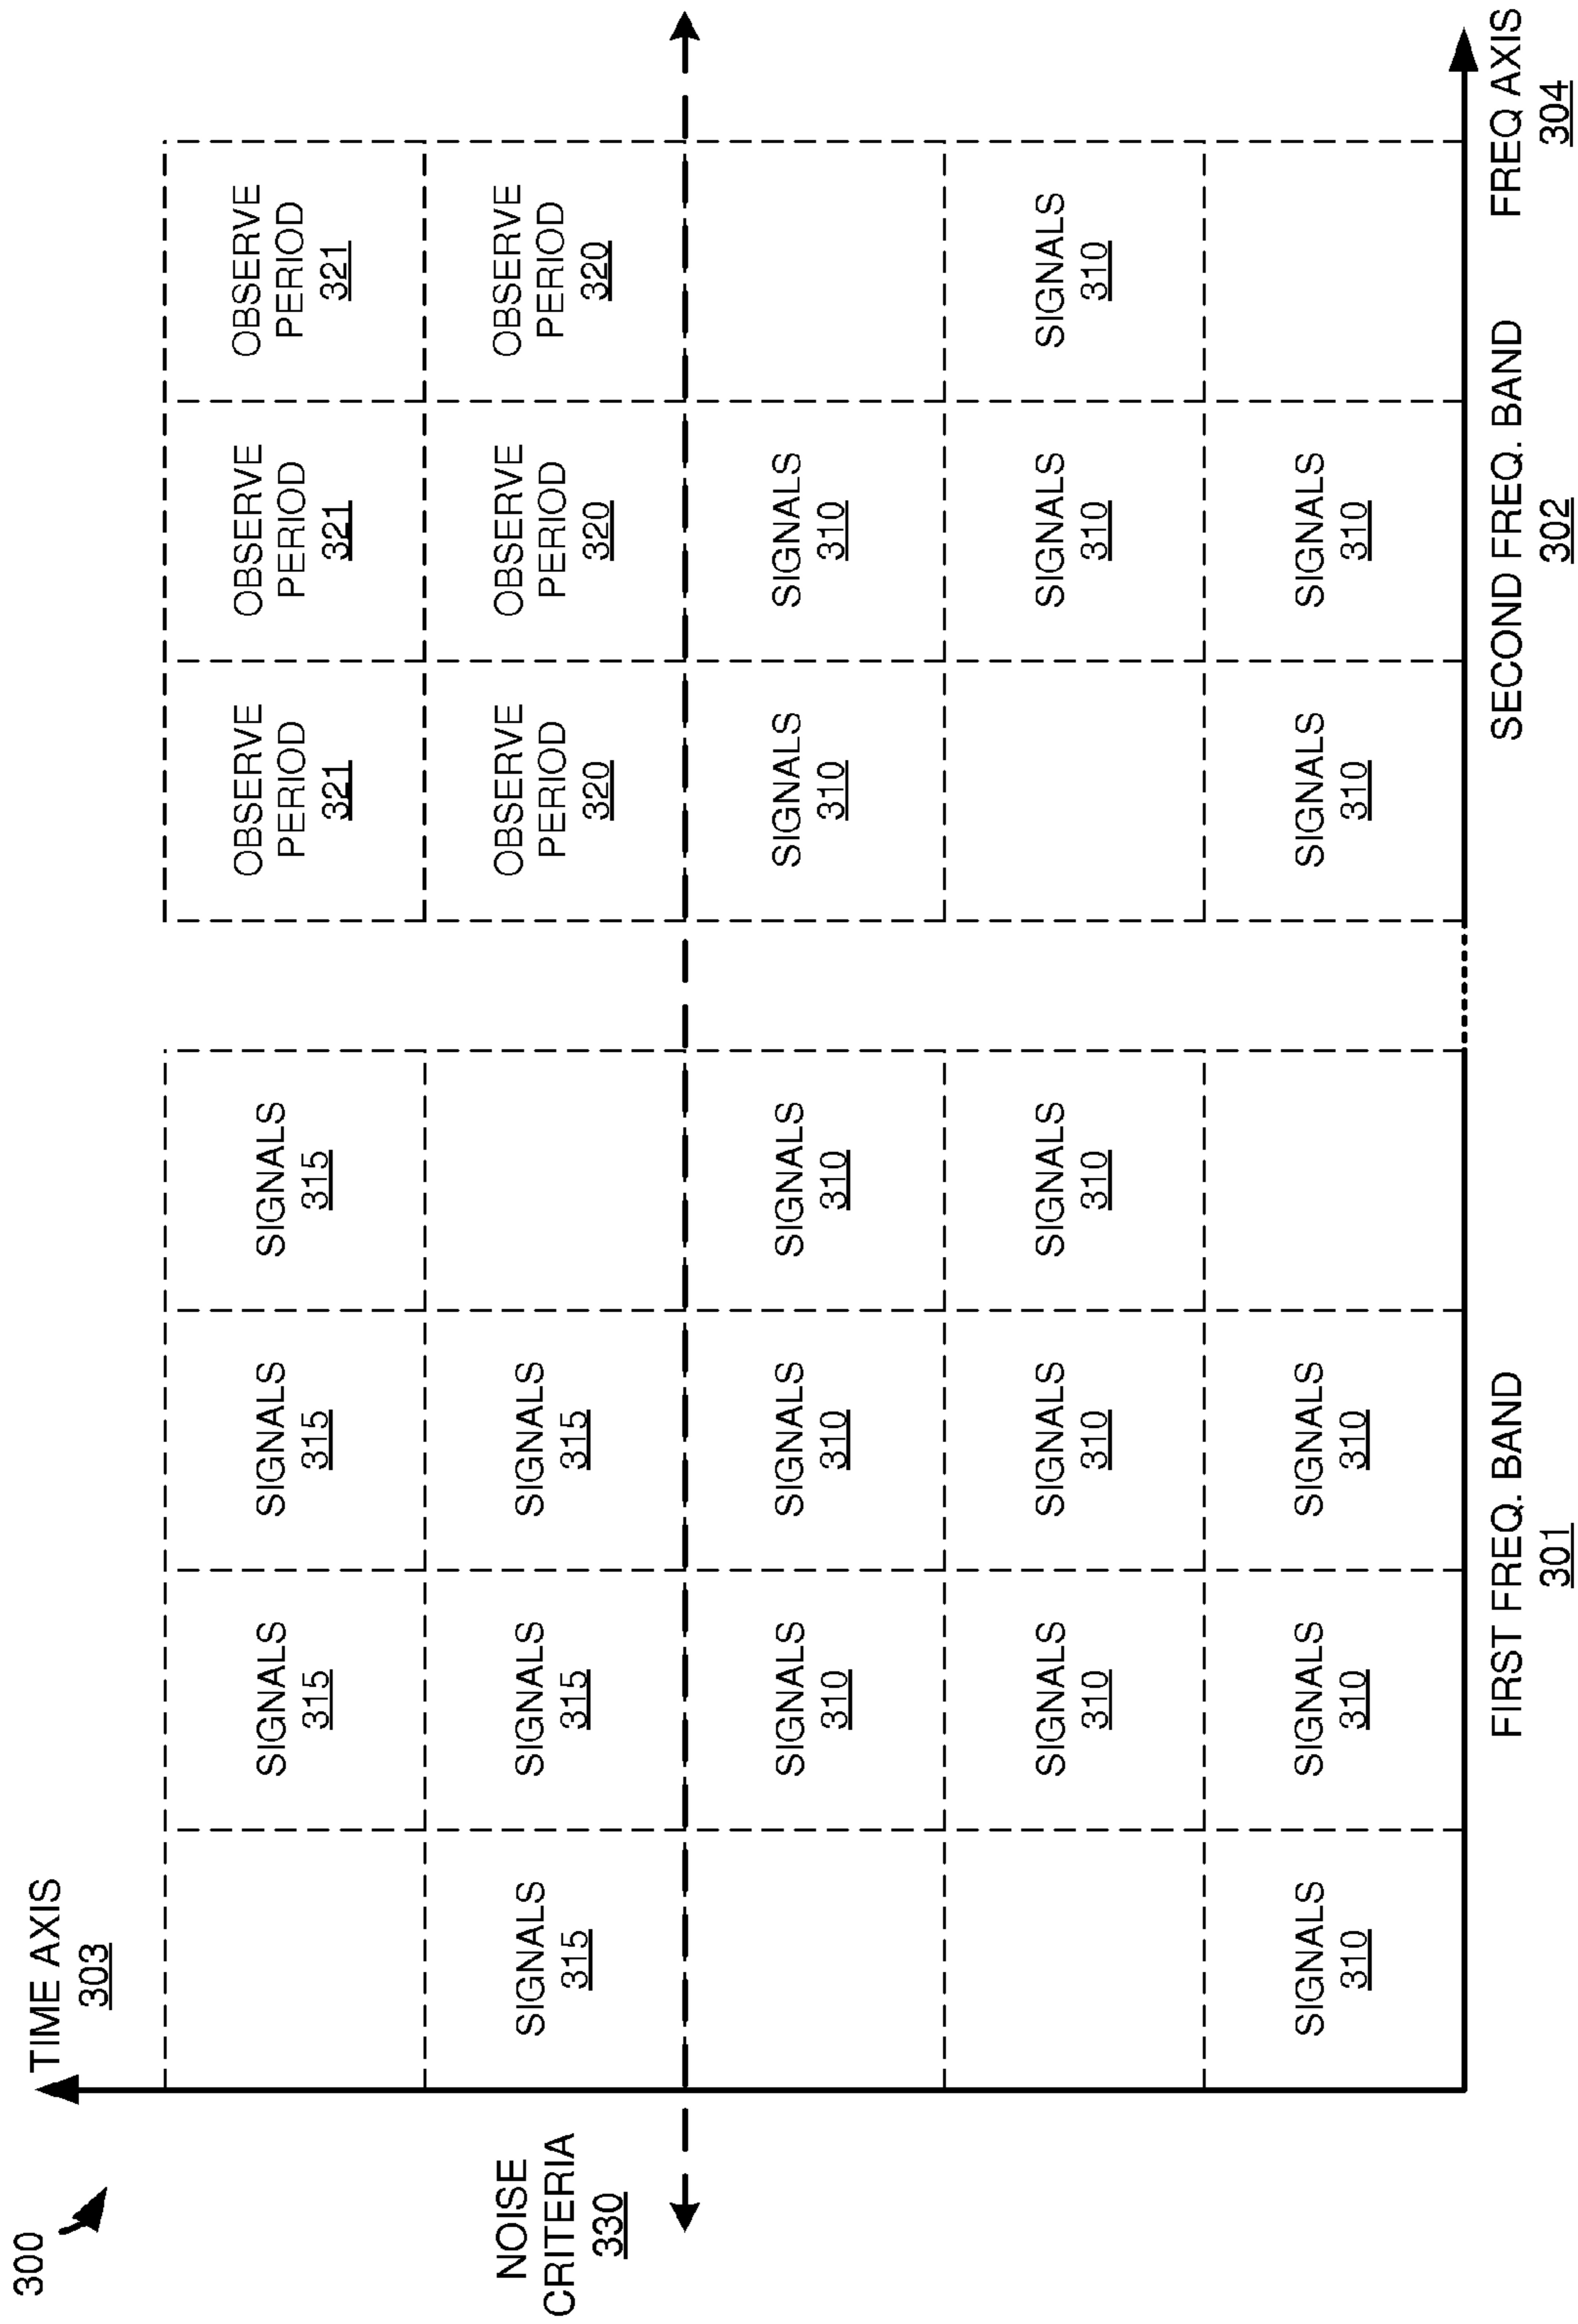 300
TIME AXIS
303
SIGNALS
315
SIGNALS
315
SIGNALS
315
OBSERVE
PERIOD
321
OBSERVE
PERIOD
321
OBSERVE
PERIOD
321
NOISE
CRITERIA
330
SIGNALS
315
SIGNALS
315
SIGNALS
315
OBSERVE
PERIOD
320
OBSERVE
PERIOD
320
OBSERVE
PERIOD
320
SIGNALS
310
SIGNALS
310
SIGNALS
310
SIGNALS
310
SIGNALS
310
SIGNALS
310
SIGNALS
310
SIGNALS
310
SIGNALS
310
SIGNALS
310
SIGNALS
310
SIGNALS
310
SIGNALS
310
SIGNALS
310
SIGNALS
310
FIRST FREQ. BAND
301
SECOND FREQ. BAND
302
FREQ AXIS
304